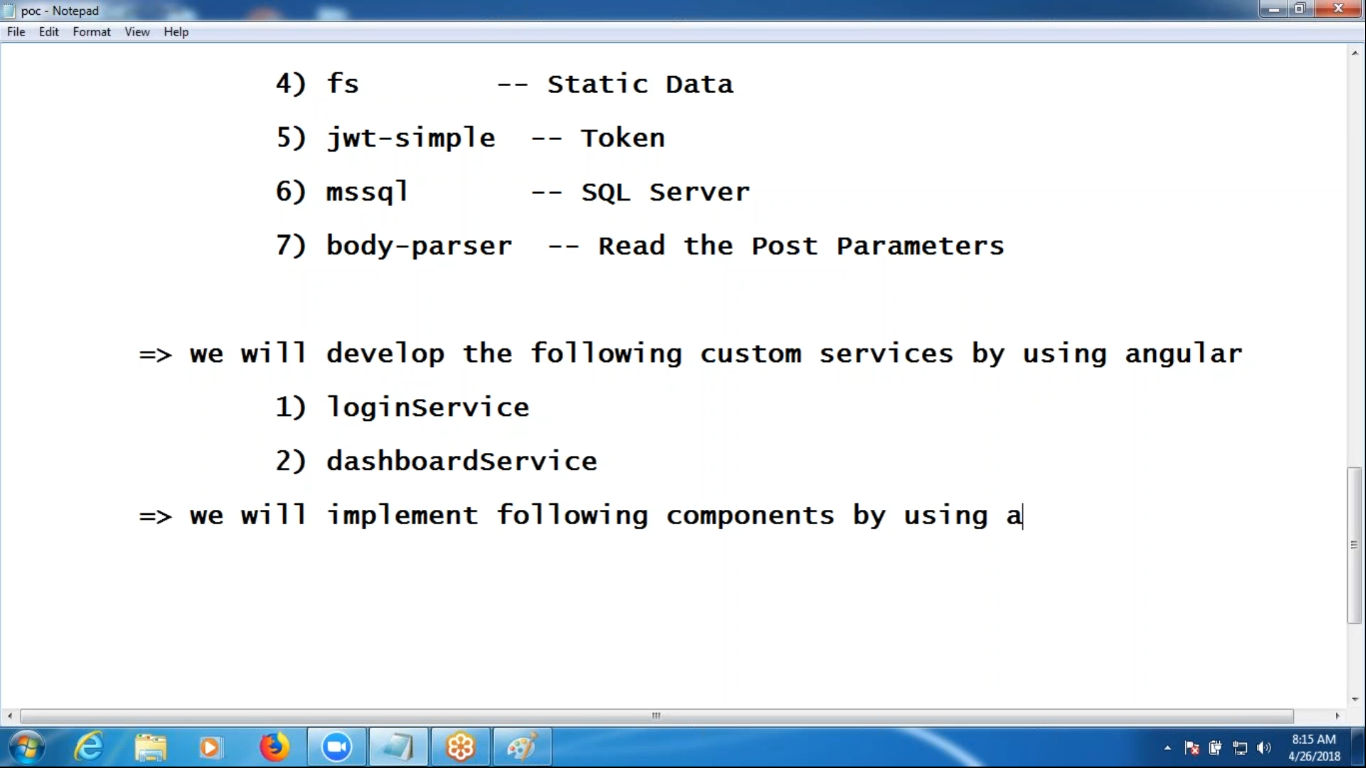 poc - Notepad
File Edit Format View Help
4) fs -- Static Data
5) jwt-simple -- Token
6) mssql -- SQL Server
7) body-parser -- Read the Post Parameters
=> we will develop the following custom services by using angular
1) loginService
2) dashboardService
=> we will implement following components by using a
8:15 AM
4/26/2018